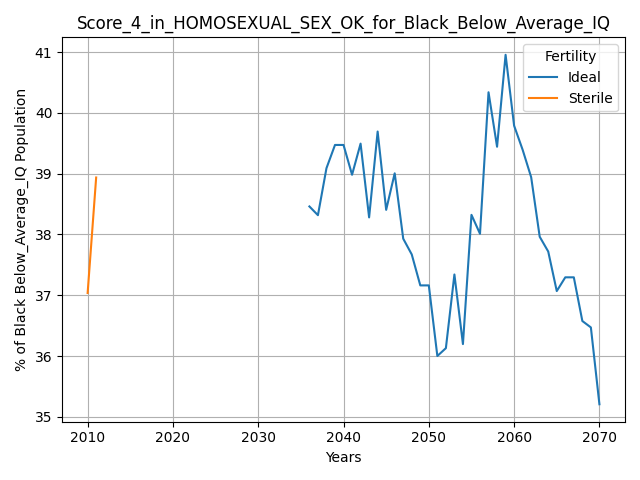 Score_4_in_HOMOSEXUAL_SEX_OK_for_Black_Below_Average_IQ
Fertility
Ideal
Sterile
% of Black Below_Average_IQ Population
41
40
39
38
37
36
35
2010
2020
2030
2040
2050
2060
2070
Years